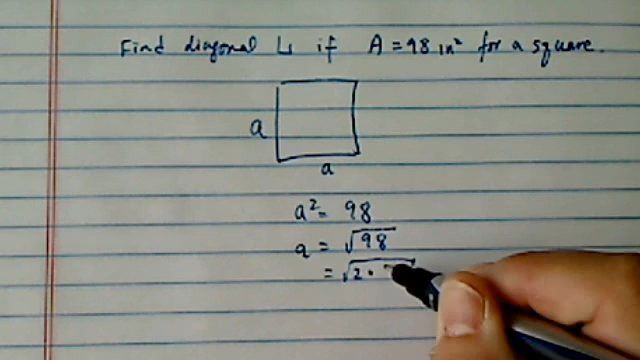 Find diagonal L if A = 98 in² for a square.
a
a
a² = 98
a = √98
= √2 ·